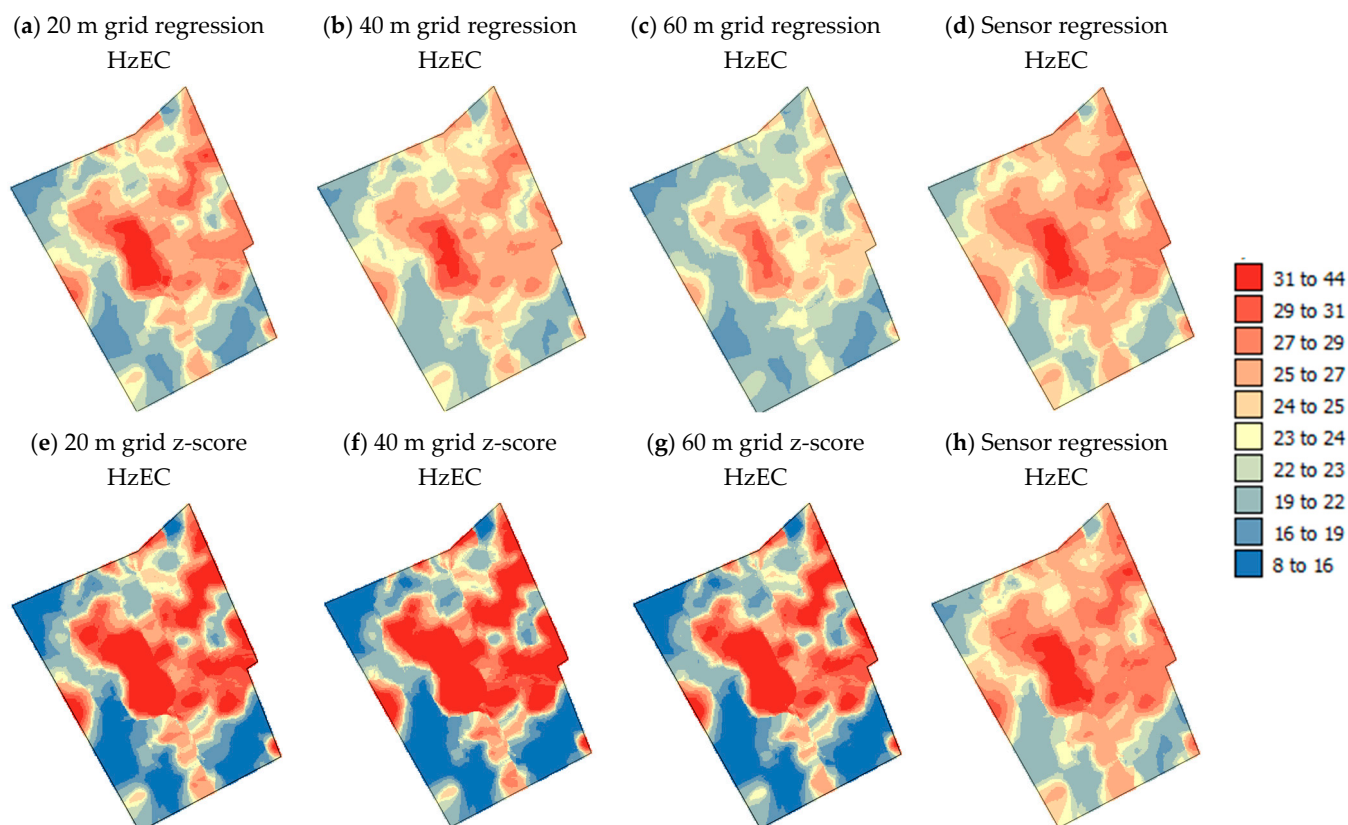 (a) 20 m grid regression
HzEC
(b) 40 m grid regression
HzEC
(c) 60 m grid regression
HzEC
(d) Sensor regression
HzEC
31 to 44
29 to 31
27 to 29
25 to 27
24 to 25
23 to 24
22 to 23
19 to 22
16 to 19
8 to 16
(e) 20 m grid z-score
HzEC
(f) 40 m grid z-score
HzEC
(g) 60 m grid z-score
HzEC
(h) Sensor regression
HzEC